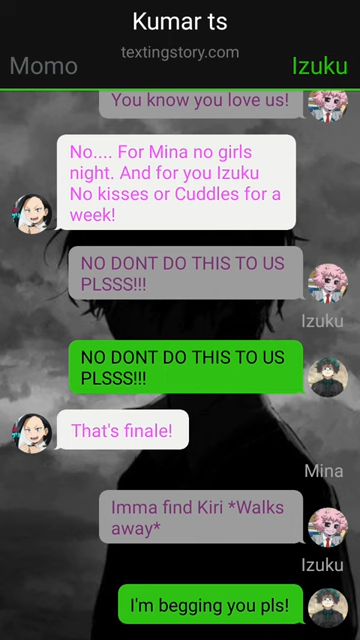 Kumar ts
textingstory.com
Momo
Izuku
You know you love us!
No.... For Mina no girls
night. And for you Izuku
No kisses or Cuddles for a
week!
NO DONT DO THIS TO US
PLSSS!!!
Izuku
NO DONT DO THIS TO US
PLSSS!!!
That's finale!
Mina
Imma find Kiri *Walks
away*
Izuku
I'm begging you pls!